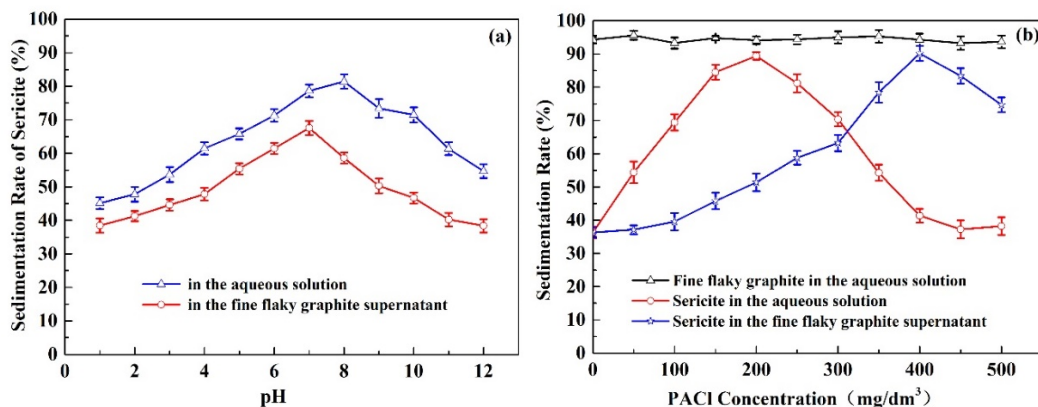 (a)
Sedimentation Rate of Sericite (%)
100
90
80
70
60
50
40
30
20
10
0
in the aqueous solution
in the fine flaky graphite supernatant
0 2 4 6 8 10 12
pH
(b)
Sedimentation Rate (%)
100
90
80
70
60
50
40
30
20
10
0
Fine flaky graphite in the aqueous solution
Sericite in the aqueous solution
Sericite in the fine flaky graphite supernatant
0 100 200 300 400 500
PACl Concentration（mg/dm³）